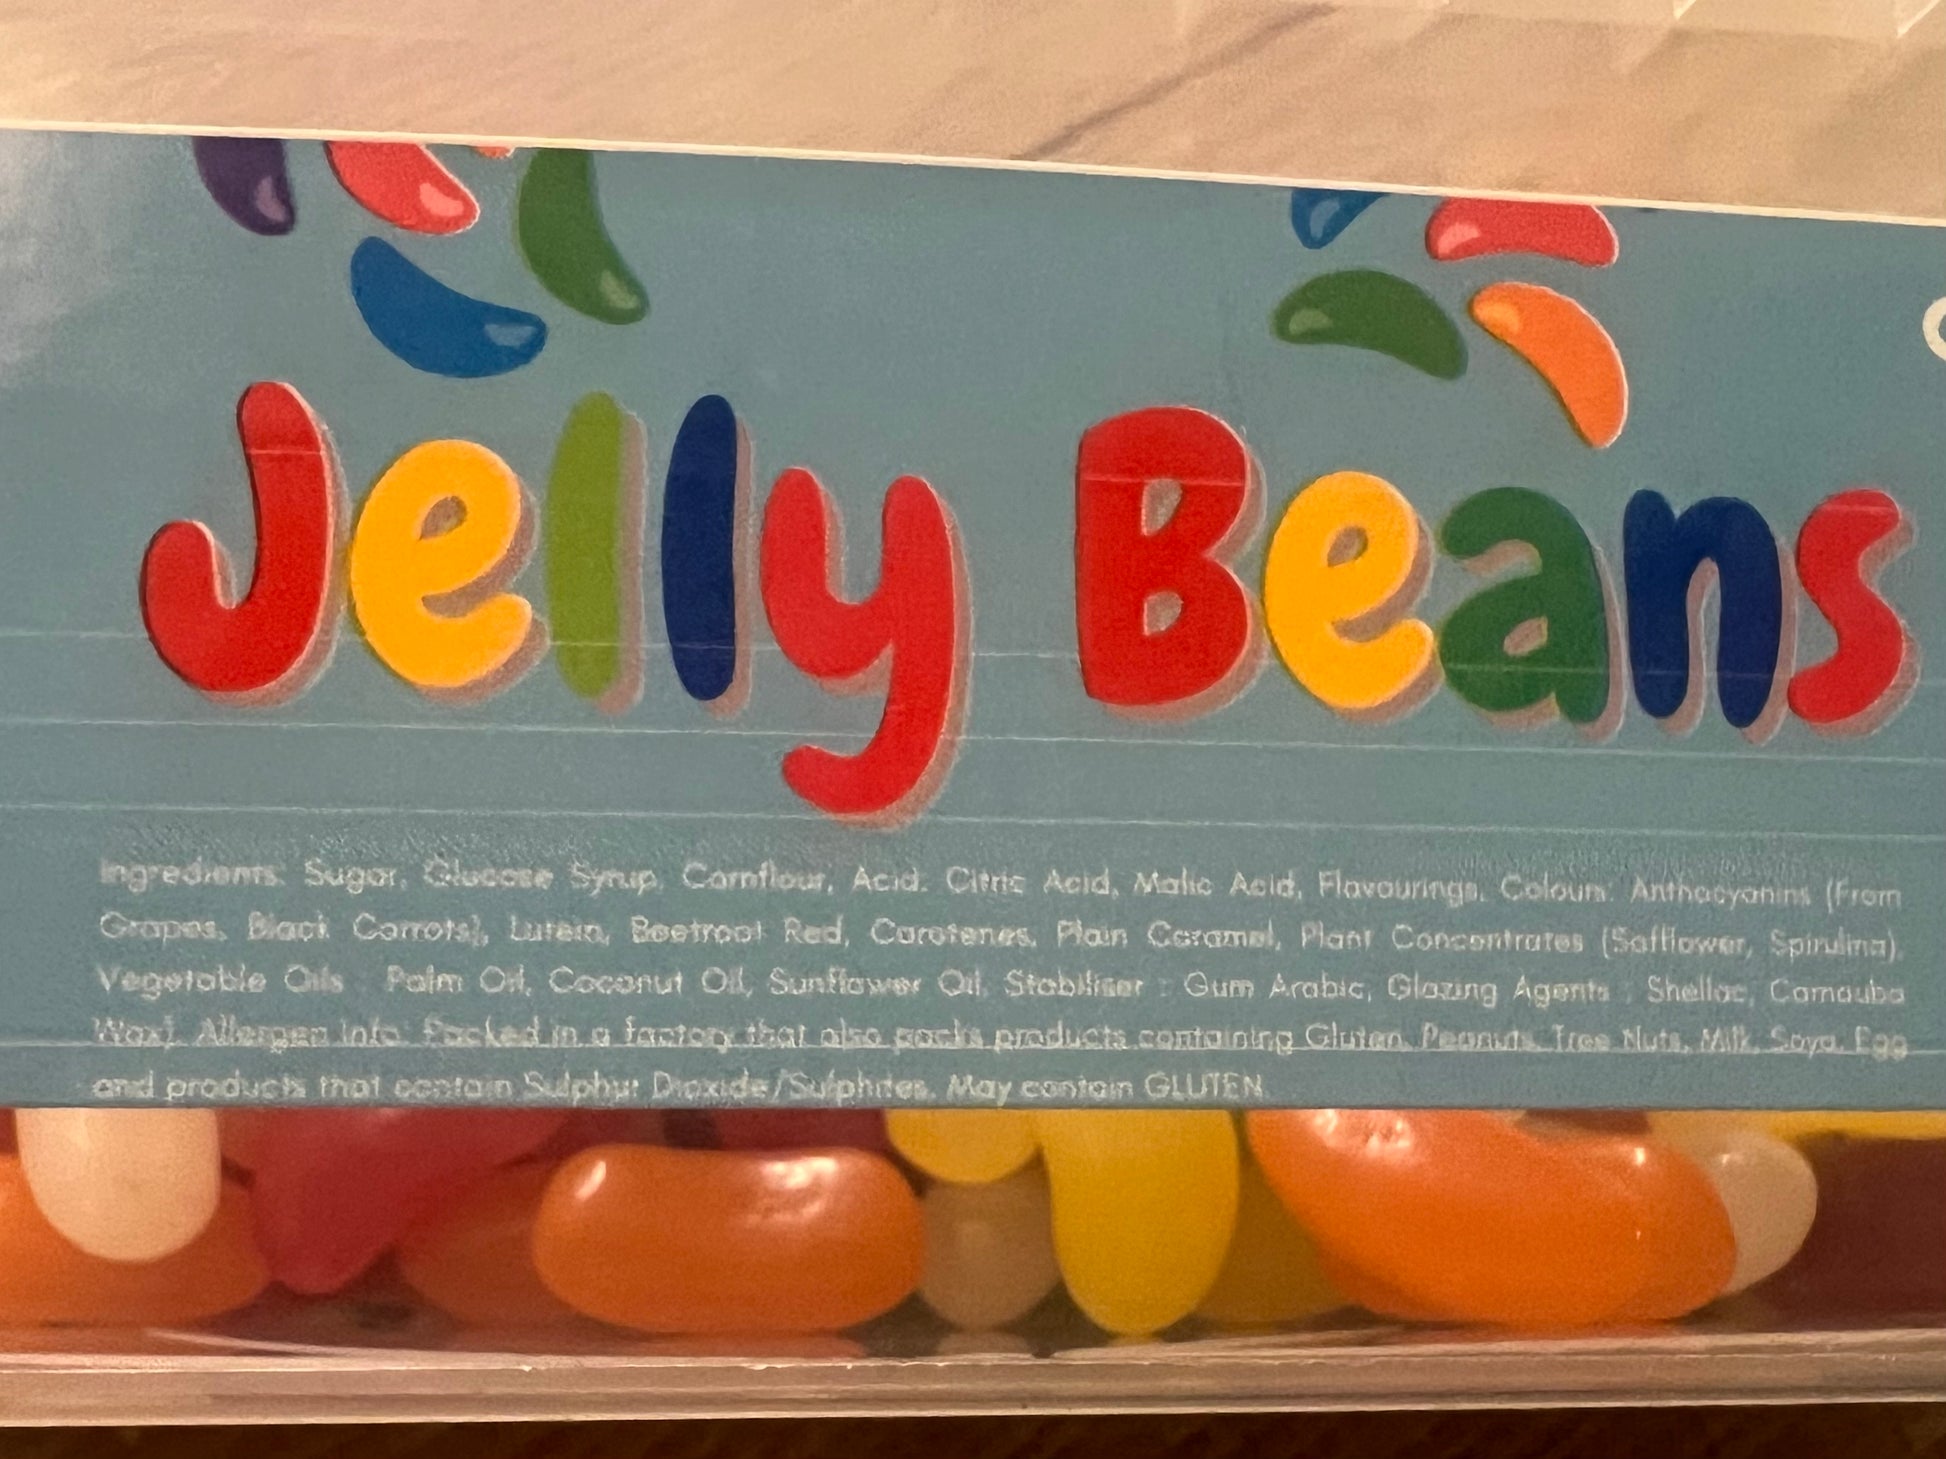 Jelly Beans
Ingredients: Sugar, Glucose Syrup, Cornflour, Acid: Citric Acid, Malic Acid, Flavourings, Colours: Anthocyanins (From
Grapes, Black Carrots), Lutein, Beetroot Red, Carotenes, Plain Caramel, Plant Concentrates (Safflower, Spirulina),
Vegetable Oils : Palm Oil, Coconut Oil, Sunflower Oil, Stabiliser : Gum Arabic, Glazing Agents : Shellac, Carnauba
Wax). Allergen Info: Packed in a factory that also packs products containing Gluten, Peanuts, Tree Nuts, Milk, Soya, Egg
and products that contain Sulphur Dioxide/Sulphites. May contain GLUTEN